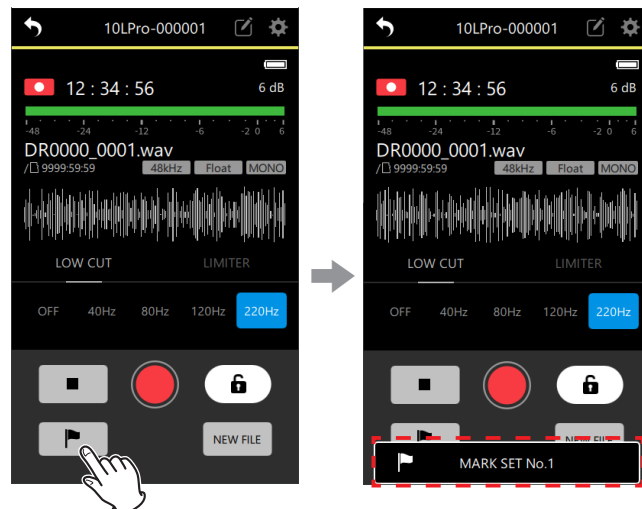 10LPro-000001
12 : 34 : 56
6 dB
-48 -24 -12 -6 -2 0 6
DR0000_0001.wav
/ 9999:59:59 48kHz Float MONO
LOW CUT LIMITER
OFF 40Hz 80Hz 120Hz 220Hz
NEW FILE
10LPro-000001
12 : 34 : 56
6 dB
-48 -24 -12 -6 -2 0 6
DR0000_0001.wav
/ 9999:59:59 48kHz Float MONO
LOW CUT LIMITER
OFF 40Hz 80Hz 120Hz 220Hz
NEW FILE
MARK SET No.1